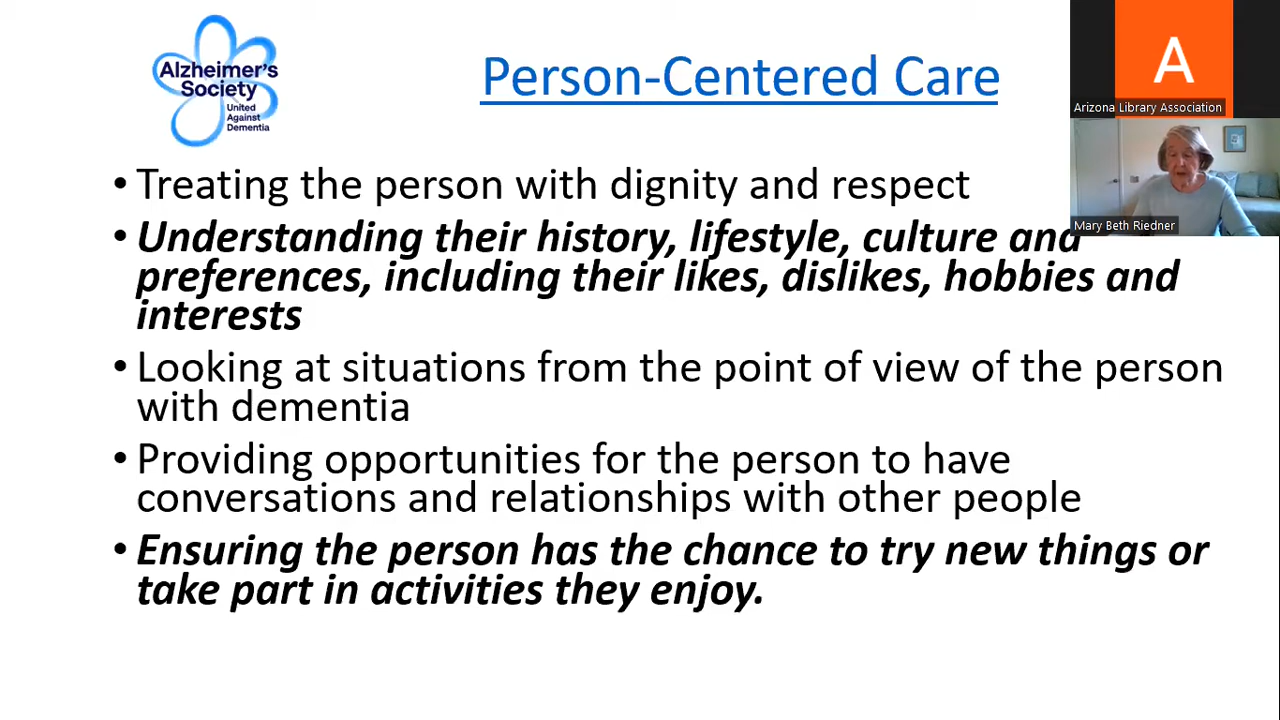 Alzheimer's
Society
United
Against
Dementia
Person-Centered Care
A
Arizona Library Association
Mary Beth Riedner
• Treating the person with dignity and respect
• Understanding their history, lifestyle, culture and
preferences, including their likes, dislikes, hobbies and
interests
• Looking at situations from the point of view of the person
with dementia
• Providing opportunities for the person to have
conversations and relationships with other people
• Ensuring the person has the chance to try new things or
take part in activities they enjoy.